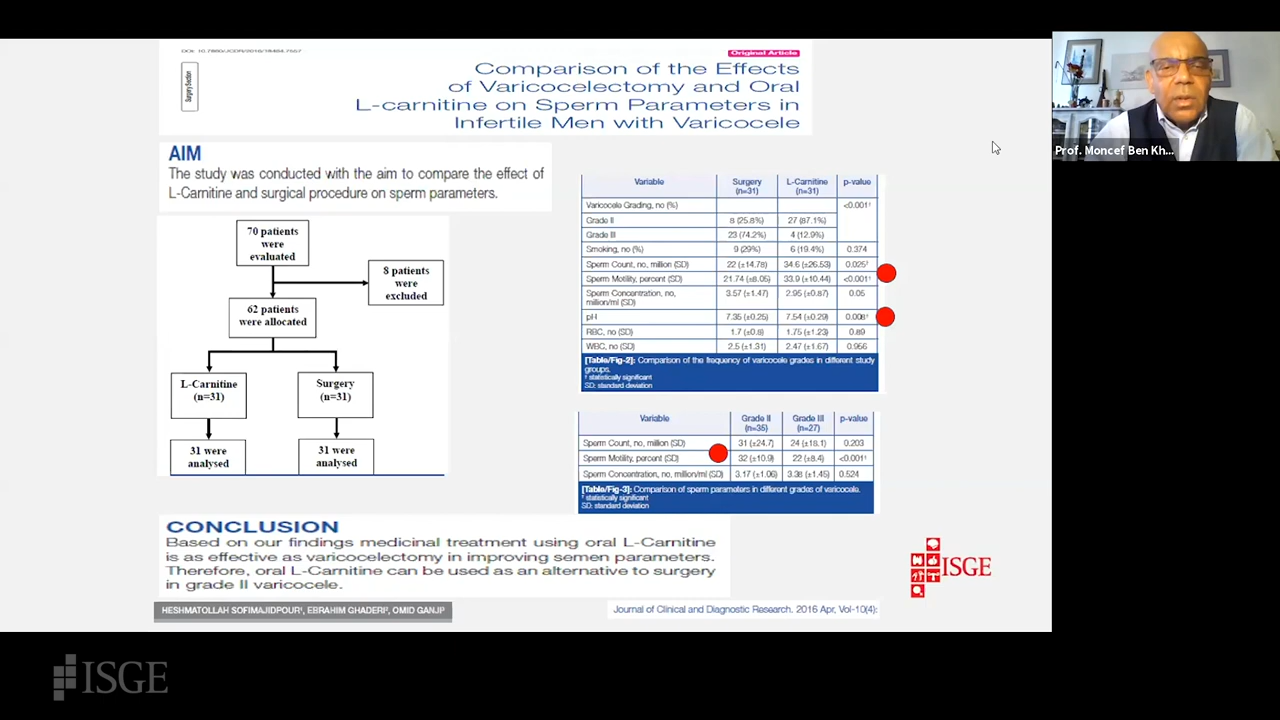 DOI: 10.7860/JCDR/2016/18484.7557
Original Article
Surgery Section
Comparison of the Effects
of Varicocelectomy and Oral
L-carnitine on Sperm Parameters in
Infertile Men with Varicocele
Prof. Moncef Ben Kh...
AIM
The study was conducted with the aim to compare the effect of
L-Carnitine and surgical procedure on sperm parameters.
70 patients
were
evaluated
8 patients
were
excluded
62 patients
were allocated
L-Carnitine
(n=31)
Surgery
(n=31)
31 were
analysed
31 were
analysed
Variable Surgery (n=31) L-Carnitine (n=31) p-value
Varicocele Grading, no (%) <0.001†
Grade II 8 (25.8%) 27 (87.1%)
Grade III 23 (74.2%) 4 (12.9%)
Smoking, no (%) 9 (29%) 6 (19.4%) 0.374
Sperm Count, no, million (SD) 22 (±14.78) 34.6 (±26.53) 0.025†
Sperm Motility, percent (SD) 21.74 (±8.05) 33.9 (±10.44) <0.001†
Sperm Concentration, no, million/ml (SD) 3.57 (±1.47) 2.95 (±0.87) 0.05
pH 7.35 (±0.25) 7.54 (±0.29) 0.008†
RBC, no (SD) 1.7 (±0.8) 1.75 (±1.23) 0.89
WBC, no (SD) 2.5 (±1.31) 2.47 (±1.67) 0.956
[Table/Fig-2]: Comparison of the frequency of varicocele grades in different study
groups.
† statistically significant
SD: standard deviation
Variable Grade II (n=35) Grade III (n=27) p-value
Sperm Count, no, million (SD) 31 (±24.7) 24 (±18.1) 0.203
Sperm Motility, percent (SD) 32 (±10.9) 22 (±8.4) <0.001†
Sperm Concentration, no, million/ml (SD) 3.17 (±1.06) 3.38 (±1.45) 0.524
[Table/Fig-3]: Comparison of sperm parameters in different grades of varicocele.
† statistically significant
SD: standard deviation
CONCLUSION
Based on our findings medicinal treatment using oral L-Carnitine
is as effective as varicocelectomy in improving semen parameters.
Therefore, oral L-Carnitine can be used as an alternative to surgery
in grade II varicocele.
HESHMATOLLAH SOFIMAJIDPOUR¹, EBRAHIM GHADERI², OMID GANJI³
Journal of Clinical and Diagnostic Research. 2016 Apr, Vol-10(4):
ISGE
ISGE